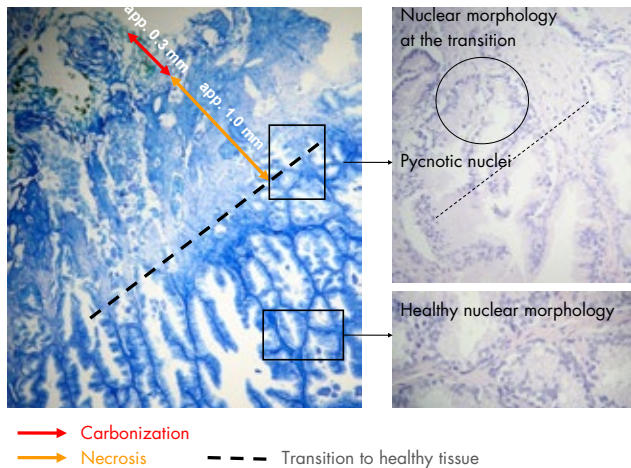 app. 0.3 mm
app. 1.0 mm
Nuclear morphology
at the transition
Pycnotic nuclei
Healthy nuclear morphology
Carbonization
Necrosis
Transition to healthy tissue